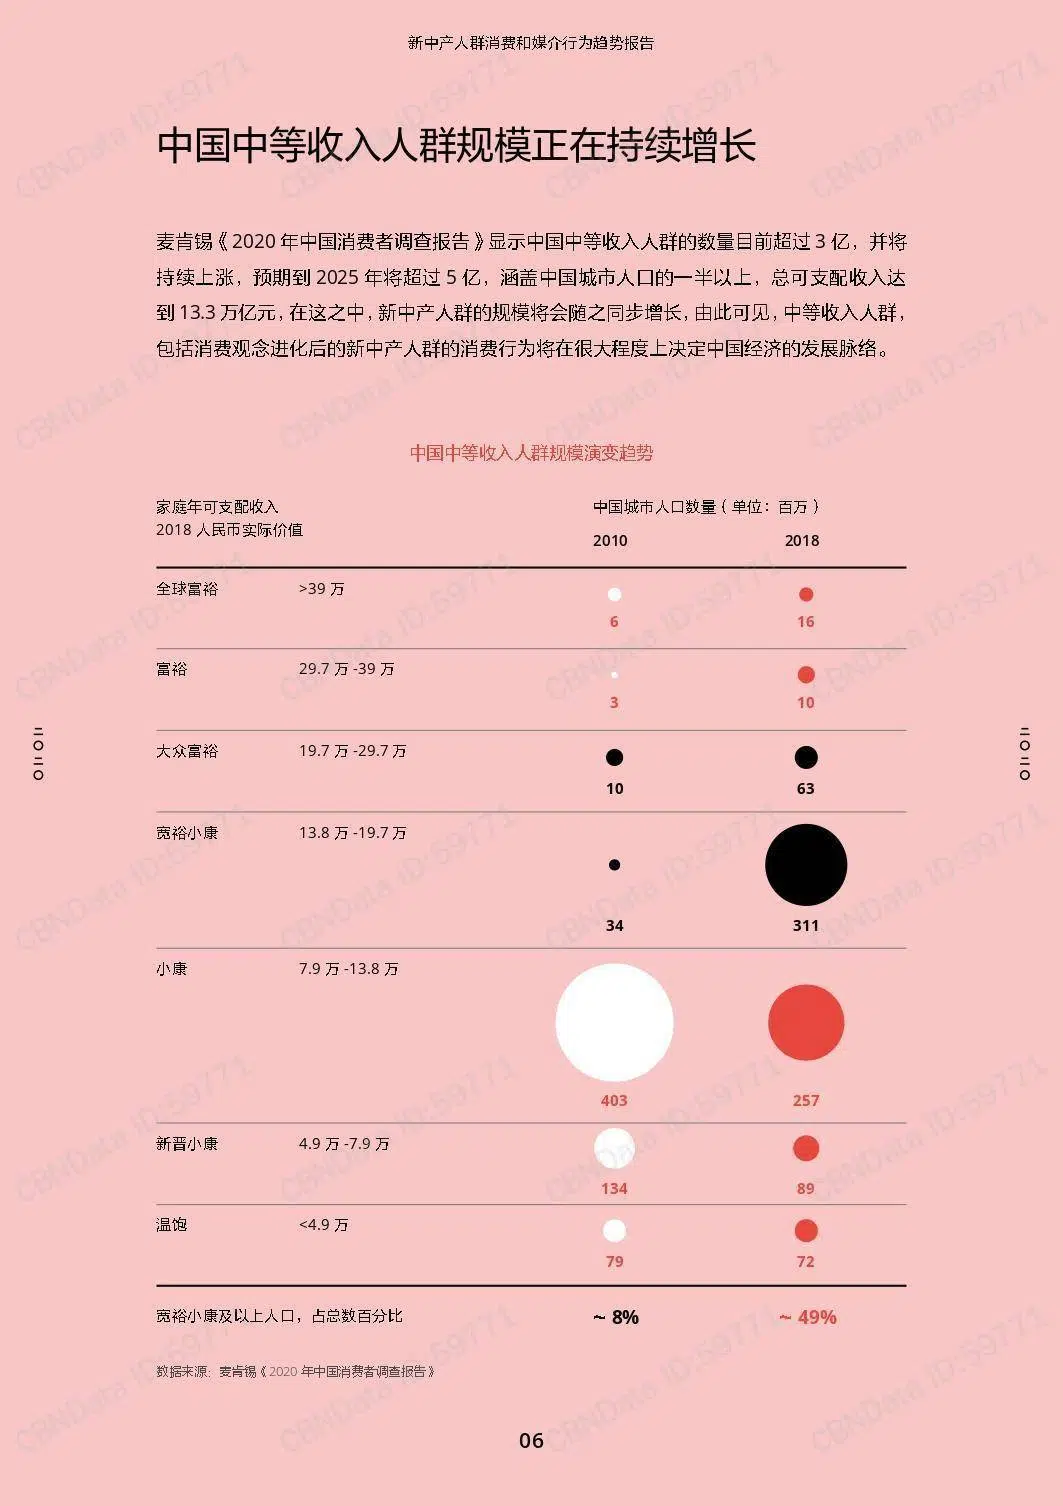 新中产人群消费和媒介行为趋势报告
中国中等收入人群规模正在持续增长
麦肯锡《2020 年中国消费者调查报告》显示中国中等收入人群的数量目前超过 3 亿，并将
持续上涨，预期到 2025 年将超过 5 亿，涵盖中国城市人口的一半以上，总可支配收入达
到 13.3 万亿元，在这之中，新中产人群的规模将会随之同步增长，由此可见，中等收入人群，
包括消费观念进化后的新中产人群的消费行为将在很大程度上决定中国经济的发展脉络。
中国中等收入人群规模演变趋势
家庭年可支配收入
2018 人民币实际价值
中国城市人口数量（单位：百万）
2010 2018
全球富裕 >39 万
6 16
富裕 29.7 万 -39 万
3 10
大众富裕 19.7 万 -29.7 万
10 63
宽裕小康 13.8 万 -19.7 万
34 311
小康 7.9 万 -13.8 万
403 257
新晋小康 4.9 万 -7.9 万
134 89
温饱 <4.9 万
79 72
宽裕小康及以上人口，占总数百分比 ~ 8% ~ 49%
数据来源：麦肯锡《2020 年中国消费者调查报告》
二〇二〇
二〇二〇
06
CBNData ID:59771